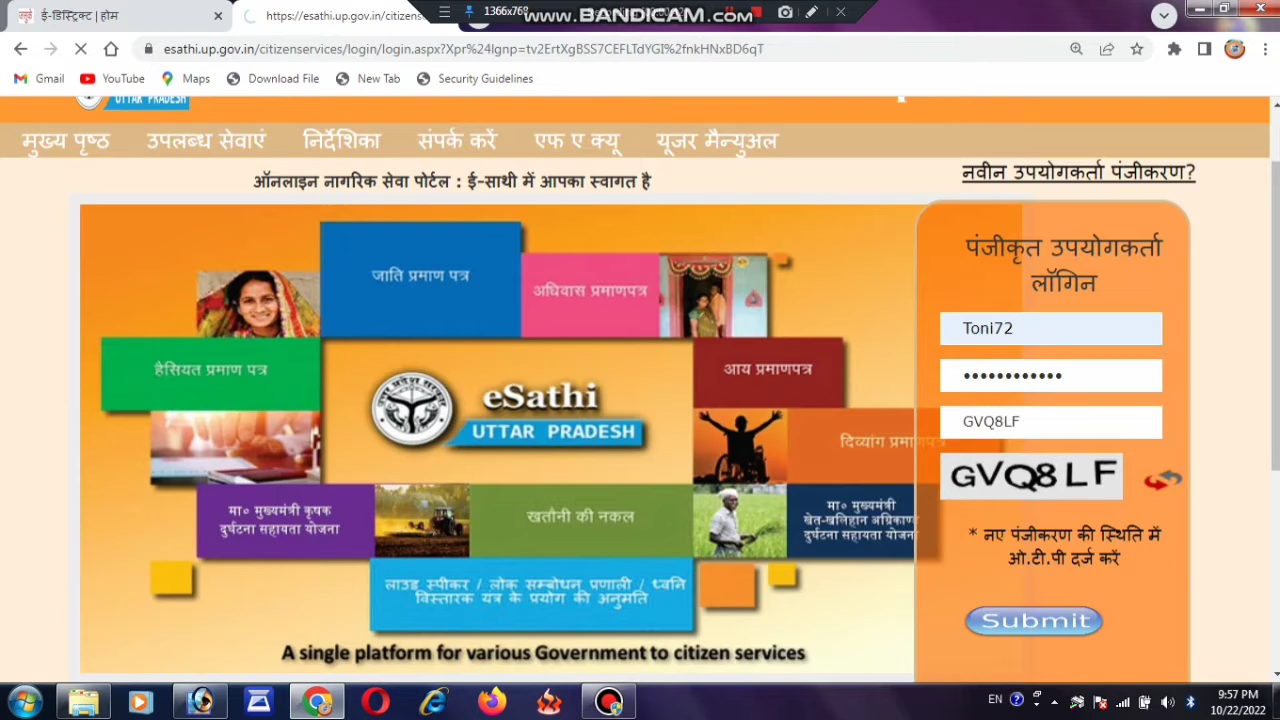 ई-डिस्ट्रिक्ट | होम
https://esathi.up.gov.in/citizens
1366x768
www.BANDICAM.com
esathi.up.gov.in/citizenservices/login/login.aspx?Xpr%24lgnp=tv2ErtXgBSS7CEFLTdYGI%2fnkHNxBD6qT
Gmail
YouTube
Maps
Download File
New Tab
Security Guidelines
UTTAR PRADESH
मुख्य पृष्ठ
उपलब्ध सेवाएं
निर्देशिका
संपर्क करें
एफ ए क्यू
यूजर मैन्युअल
ऑनलाइन नागरिक सेवा पोर्टल : ई-साथी में आपका स्वागत है
नवीन उपयोगकर्ता पंजीकरण?
पंजीकृत उपयोगकर्ता
लॉगिन
जाति प्रमाण पत्र
अधिवास प्रमाणपत्र
Toni72
हैसियत प्रमाण पत्र
आय प्रमाणपत्र
••••••••••••
eSathi
UTTAR PRADESH
GVQ8LF
दिव्यांग प्रमाणपत्र
GVQ8LF
मा० मुख्यमंत्री कृषक
दुर्घटना सहायता योजना
खतौनी की नकल
मा० मुख्यमंत्री
खेत-खलिहान अग्निकाण्ड
दुर्घटना सहायता योजना
* नए पंजीकरण की स्थिति में
ओ.टी.पी दर्ज करें
लाउड स्पीकर / लोक सम्बोधन प्रणाली / ध्वनि
विस्तारक यंत्र के प्रयोग की अनुमति
Submit
A single platform for various Government to citizen services
EN
9:57 PM
10/22/2022